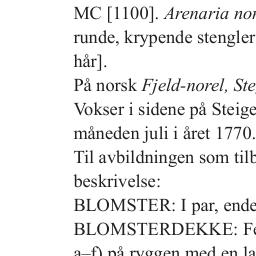 MC [1100]. Arenaria nor
runde, krypende stengler
hår].
På norsk Fjeld-norel, Ste
Vokser i sidene på Steige
måneden juli i året 1770.
Til avbildningen som tilb
beskrivelse:
BLOMSTER: I par, ende
BLOMSTERDEKKE: Fe
a–f) på ryggen med en la